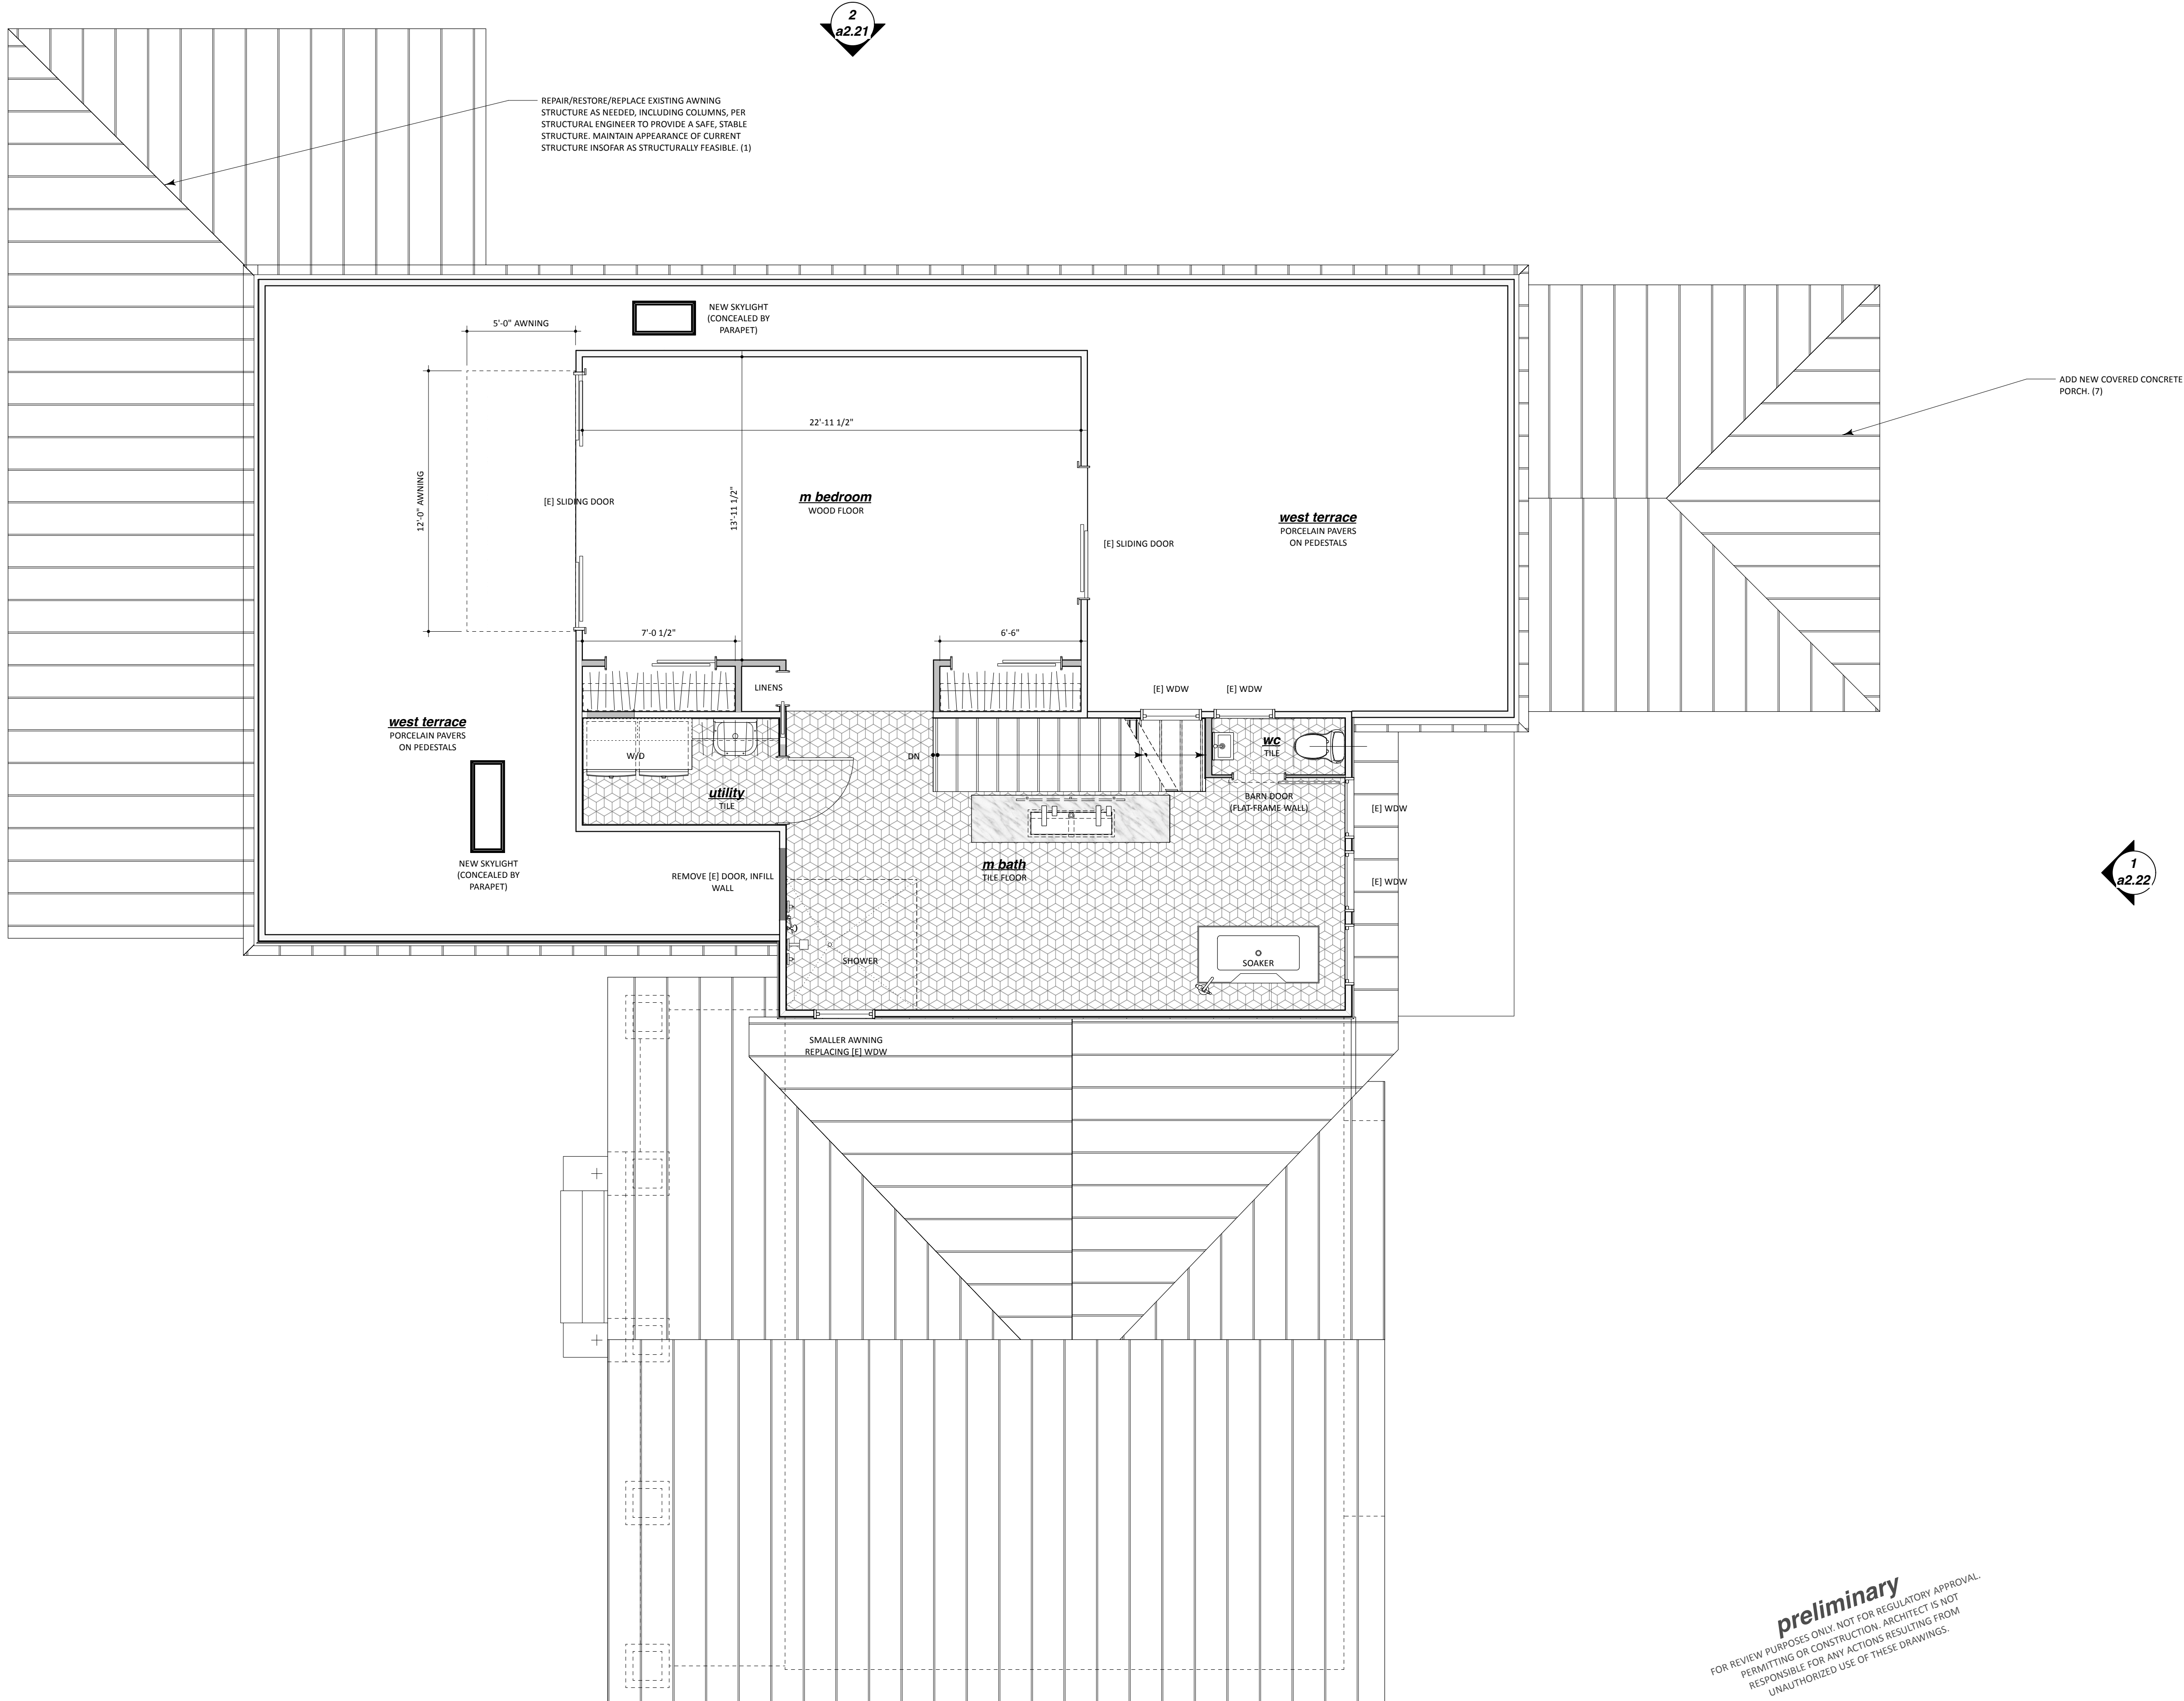 2
a2.21
REPAIR/RESTORE/REPLACE EXISTING AWNING
STRUCTURE AS NEEDED, INCLUDING COLUMNS, PER
STRUCTURAL ENGINEER TO PROVIDE A SAFE, STABLE
STRUCTURE. MAINTAIN APPEARANCE OF CURRENT
STRUCTURE INSOFAR AS STRUCTURALLY FEASIBLE. (1)
NEW SKYLIGHT
(CONCEALED BY
PARAPET)
5'-0" AWNING
12'-0" AWNING
22'-11 1/2"
13'-11 1/2"
[E] SLIDING DOOR
m bedroom
WOOD FLOOR
[E] SLIDING DOOR
west terrace
PORCELAIN PAVERS
ON PEDESTALS
ADD NEW COVERED CONCRETE
PORCH. (7)
7'-0 1/2"
6'-6"
LINENS
[E] WDW
[E] WDW
west terrace
PORCELAIN PAVERS
ON PEDESTALS
W/D
utility
TILE
DN
wc
TILE
BARN DOOR
(FLAT-FRAME WALL)
[E] WDW
[E] WDW
NEW SKYLIGHT
(CONCEALED BY
PARAPET)
REMOVE [E] DOOR, INFILL
WALL
m bath
TILE FLOOR
1
a2.22
SHOWER
SOAKER
SMALLER AWNING
REPLACING [E] WDW
preliminary
FOR REVIEW PURPOSES ONLY. NOT FOR REGULATORY APPROVAL.
PERMITTING OR CONSTRUCTION. ARCHITECT IS NOT
RESPONSIBLE FOR ANY ACTIONS RESULTING FROM
UNAUTHORIZED USE OF THESE DRAWINGS.